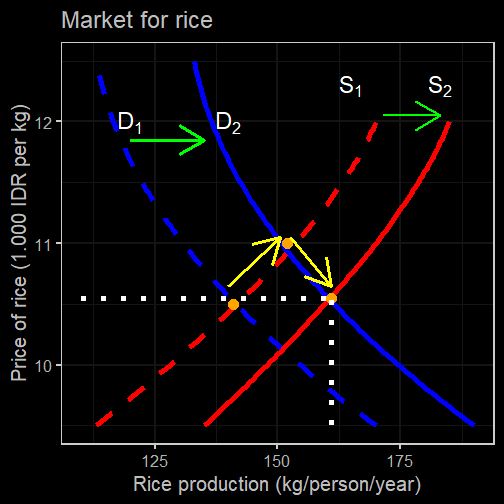 Market for rice
S₁ S₂
D₁ D₂
12
11
10
Price of rice (1.000 IDR per kg)
125 150 175
Rice production (kg/person/year)